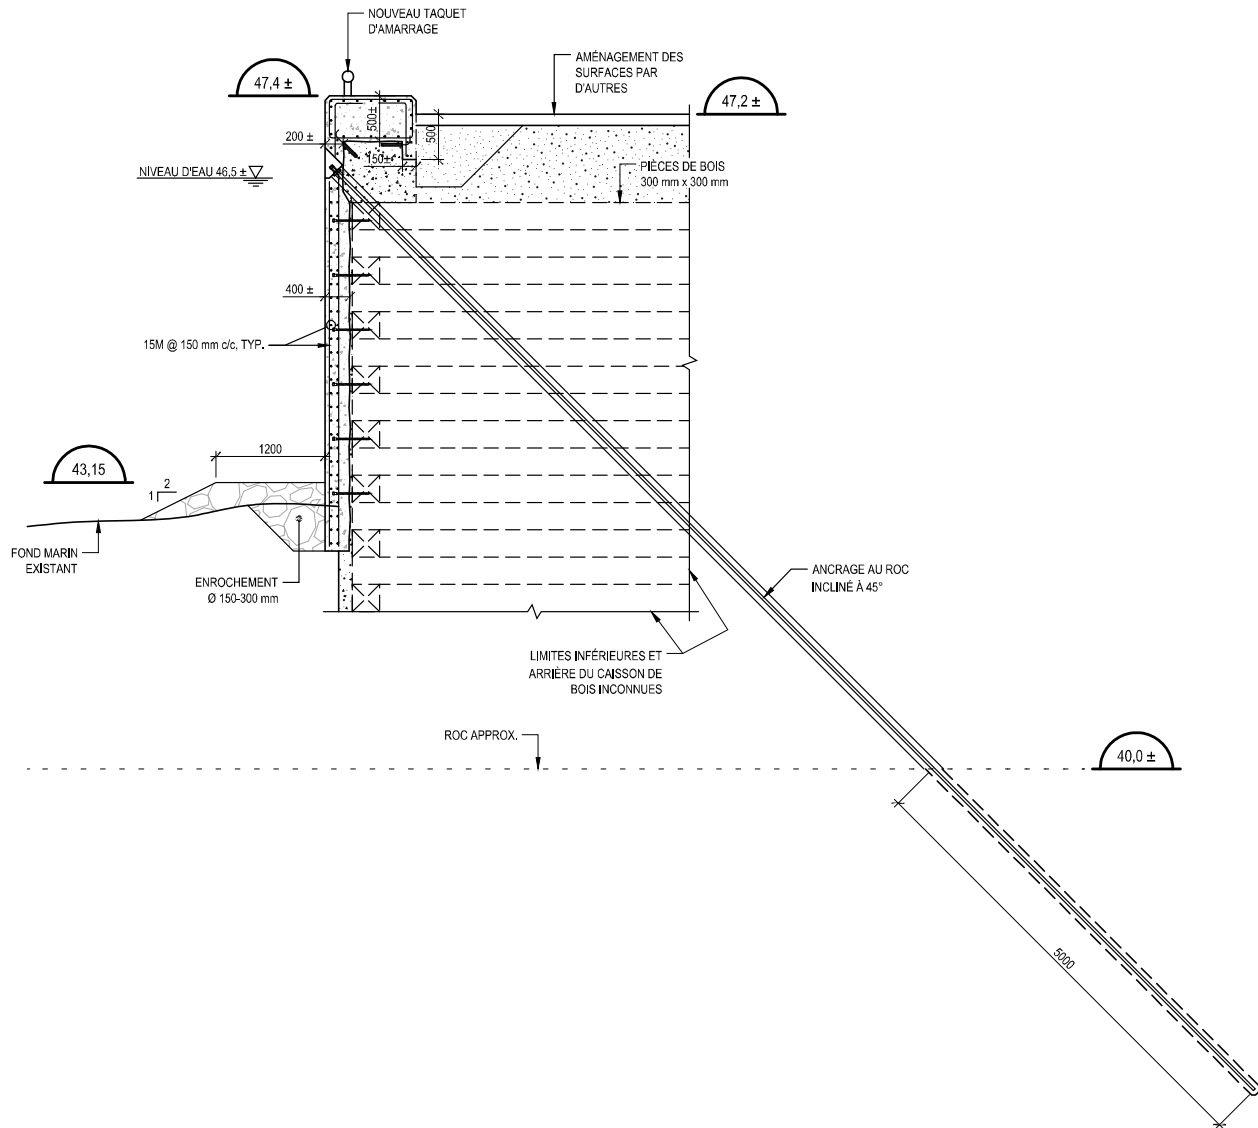 NOUVEAU TAQUET
D'AMARRAGE
47,4 ±
AMÉNAGEMENT DES
SURFACES PAR
D'AUTRES
47,2 ±
500±
500
200 ±
150±
NIVEAU D'EAU 46,5 ±
PIÈCES DE BOIS
300 mm x 300 mm
400 ±
15M @ 150 mm c/c, TYP.
1200
43,15
2
1
FOND MARIN
EXISTANT
ENROCHEMENT
Ø 150-300 mm
ANCRAGE AU ROC
INCLINÉ À 45°
LIMITES INFÉRIEURES ET
ARRIÈRE DU CAISSON DE
BOIS INCONNUES
ROC APPROX.
40,0 ±
5000